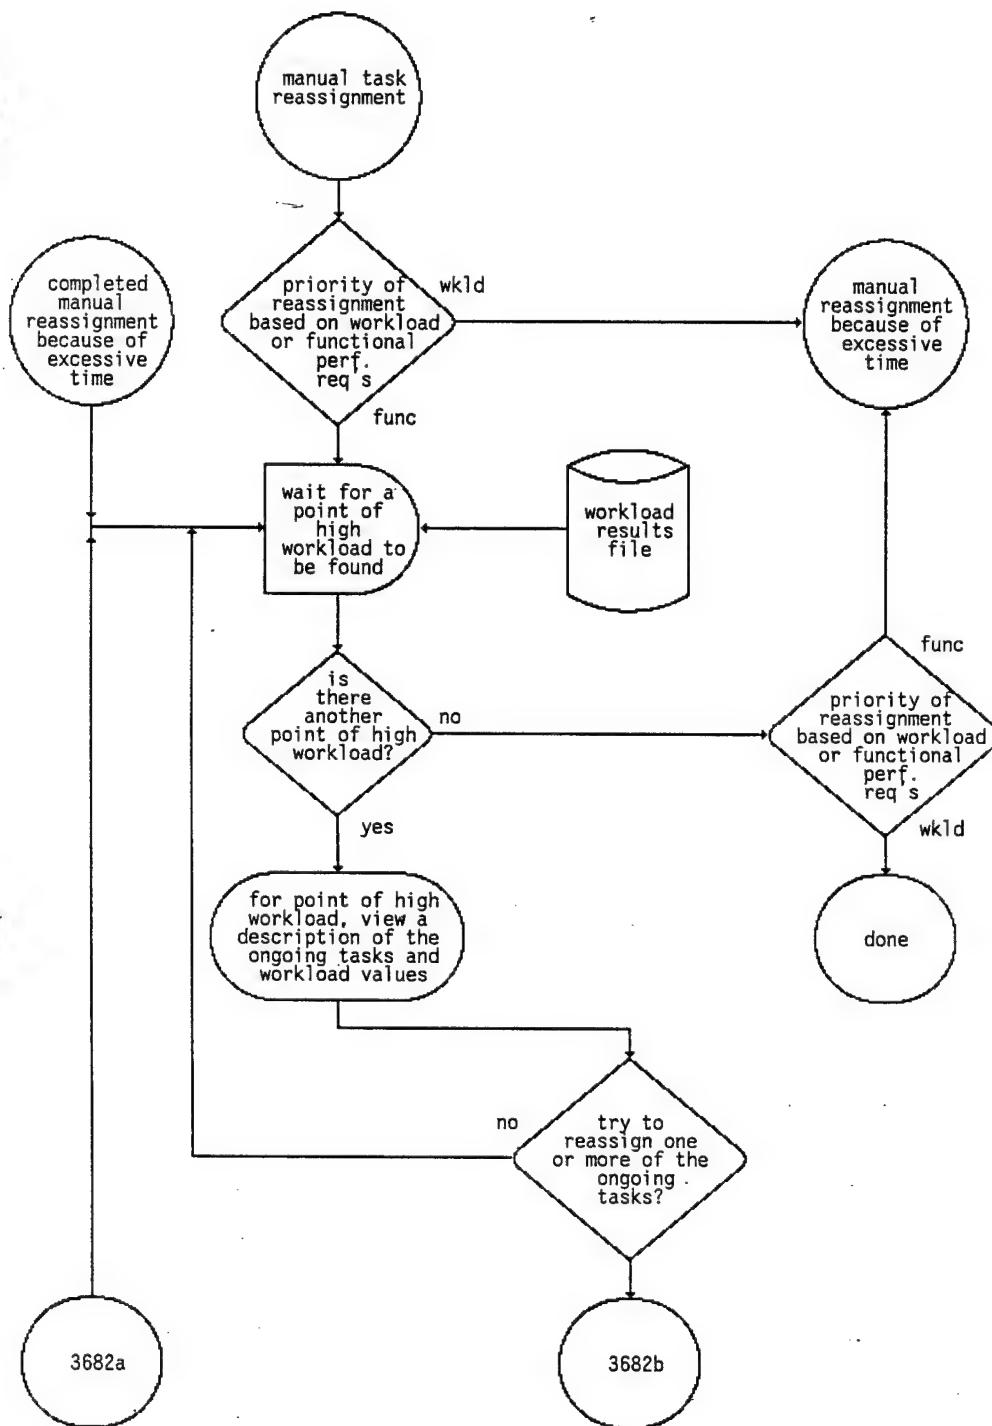 manual task
reassignment
completed
manual
reassignment
because of
excessive
time
priority of
reassignment
based on workload
or functional
perf.
req's
wkld
func
manual
reassignment
because of
excessive
time
wait for a
point of
high
workload to
be found
workload
results
file
is
there
another
point of high
workload?
no
yes
func
priority of
reassignment
based on workload
or functional
perf.
req's
wkld
for point of high
workload, view a
description of the
ongoing tasks and
workload values
done
no
try to
reassign one
or more of the
ongoing
tasks?
3682a
3682b